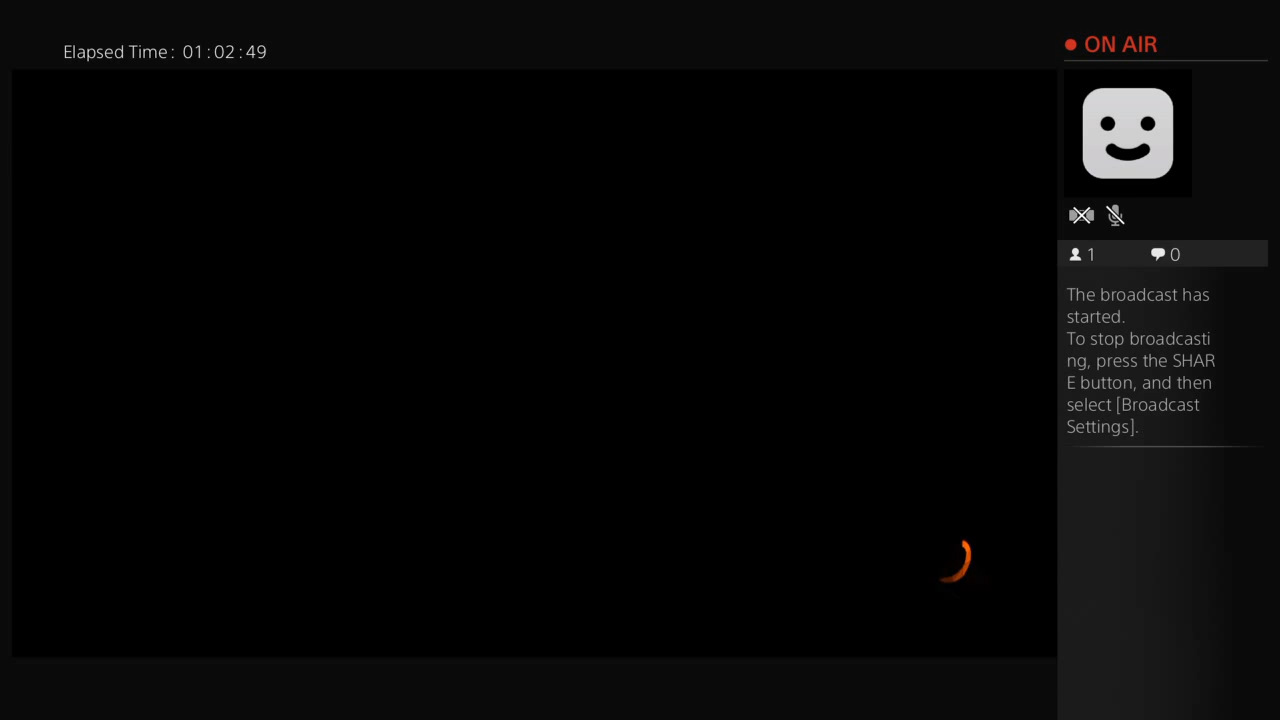 Elapsed Time: 01:02:49
ON AIR
1 0
The broadcast has
started.
To stop broadcasti
ng, press the SHAR
E button, and then
select [Broadcast
Settings].